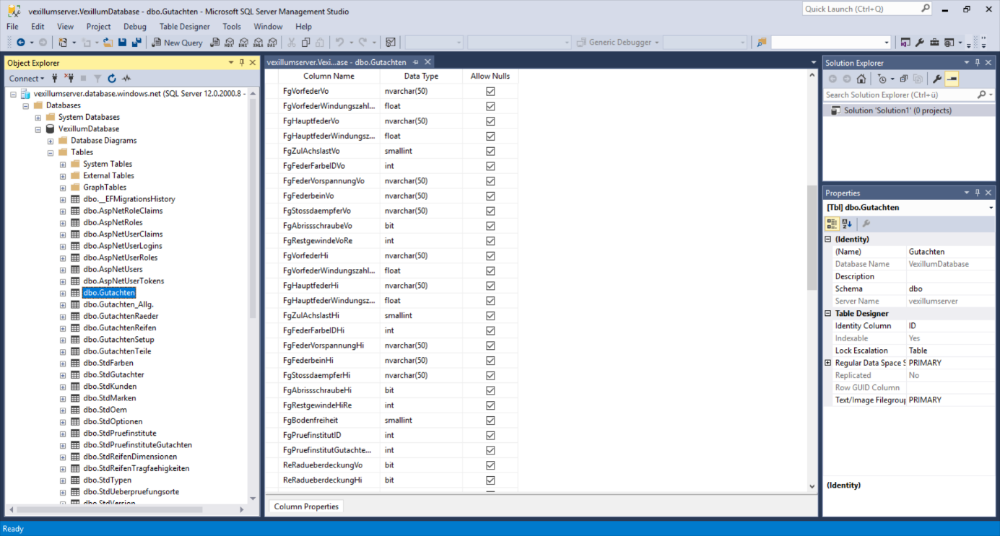 vexillumserver.VexillumDatabase - dbo.Gutachten - Microsoft SQL Server Management Studio
Quick Launch (Ctrl+Q)
File Edit View Project Debug Table Designer Tools Window Help
New Query MDX DMX XMLA DAX Generic Debugger
Object Explorer
Connect
vexillumserver.database.windows.net (SQL Server 12.0.2000.8 -
Databases
System Databases
VexillumDatabase
Database Diagrams
Tables
System Tables
External Tables
GraphTables
dbo.__EFMigrationsHistory
dbo.AspNetRoleClaims
dbo.AspNetRoles
dbo.AspNetUserClaims
dbo.AspNetUserLogins
dbo.AspNetUserRoles
dbo.AspNetUsers
dbo.AspNetUserTokens
dbo.Gutachten
dbo.Gutachten_Allg.
dbo.GutachtenRaeder
dbo.GutachtenReifen
dbo.GutachtenSetup
dbo.GutachtenTeile
dbo.StdFarben
dbo.StdGutachter
dbo.StdKunden
dbo.StdMarken
dbo.StdOem
dbo.StdOptionen
dbo.StdPruefinstitute
dbo.StdPruefinstituteGutachten
dbo.StdReifenDimensionen
dbo.StdReifenTragfaehigkeiten
dbo.StdTypen
dbo.StdUeberpruefungsorte
dbo.StdVersion
vexillumserver.Vexi...ase - dbo.Gutachten
Column Name Data Type Allow Nulls
FgVorfederVo nvarchar(50)
FgVorfederWindungszahl... float
FgHauptfederVo nvarchar(50)
FgHauptfederWindungsz... float
FgZulAchslastVo smallint
FgFederFarbeIDVo int
FgFederVorspannungVo nvarchar(50)
FgFederbeinVo nvarchar(50)
FgStossdaempferVo nvarchar(50)
FgAbrissschraubeVo bit
FgRestgewindeVoRe int
FgVorfederHi nvarchar(50)
FgVorfederWindungszahl... float
FgHauptfederHi nvarchar(50)
FgHauptfederWindungsz... float
FgZulAchslastHi smallint
FgFederFarbeIDHi int
FgFederVorspannungHi nvarchar(50)
FgFederbeinHi nvarchar(50)
FgStossdaempferHi nvarchar(50)
FgAbrissschraubeHi bit
FgRestgewindeHiRe int
FgBodenfreiheit smallint
FgPruefinstitutID int
FgPruefinstitutGutachte... int
ReRadueberdeckungVo bit
ReRadueberdeckungHi bit
Column Properties
Solution Explorer
Search Solution Explorer (Ctrl+ü)
Solution 'Solution1' (0 projects)
Properties
[Tbl] dbo.Gutachten
(Identity)
(Name) Gutachten
Database Name VexillumDatabase
Description
Schema dbo
Server Name vexillumserver
Table Designer
Identity Column ID
Indexable Yes
Lock Escalation Table
Regular Data Space S PRIMARY
Replicated No
Row GUID Column
Text/Image Filegroup PRIMARY
(Identity)
Ready